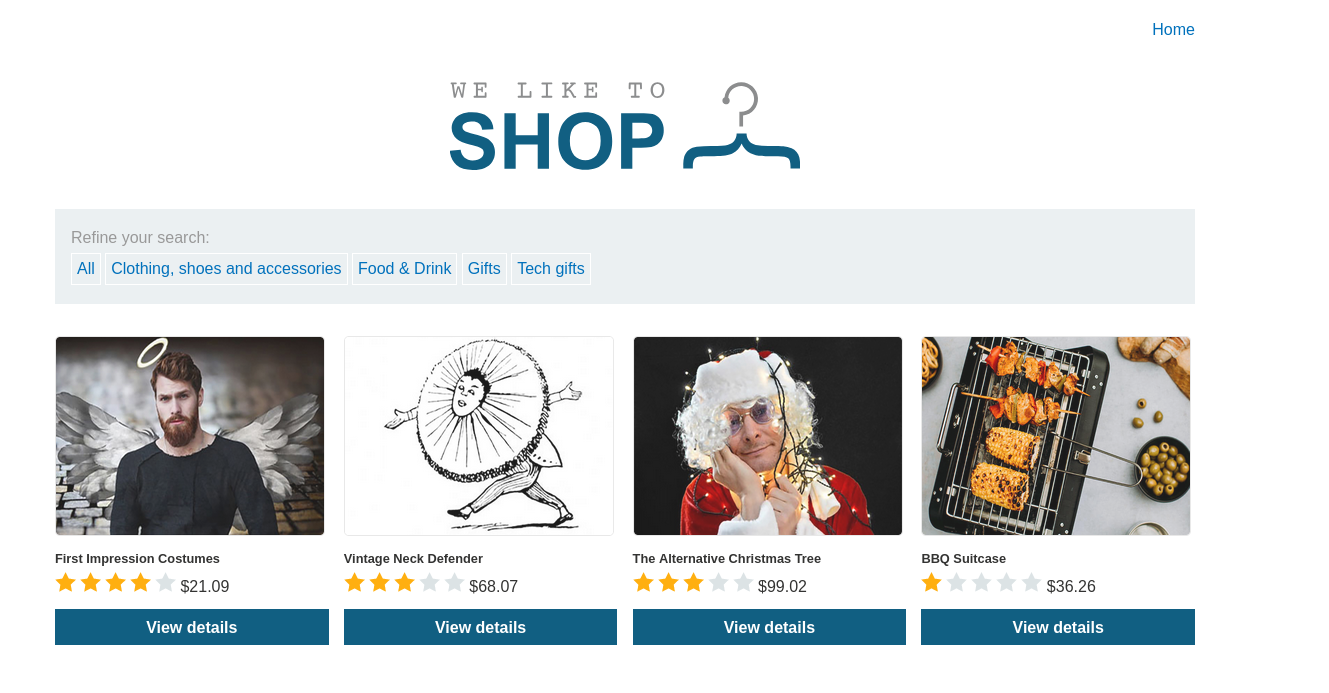 Home
WE LIKE TO
SHOP
Refine your search:
All Clothing, shoes and accessories Food & Drink Gifts Tech gifts
First Impression Costumes Vintage Neck Defender The Alternative Christmas Tree BBQ Suitcase
$21.09 $68.07 $99.02 $36.26
View details View details View details View details